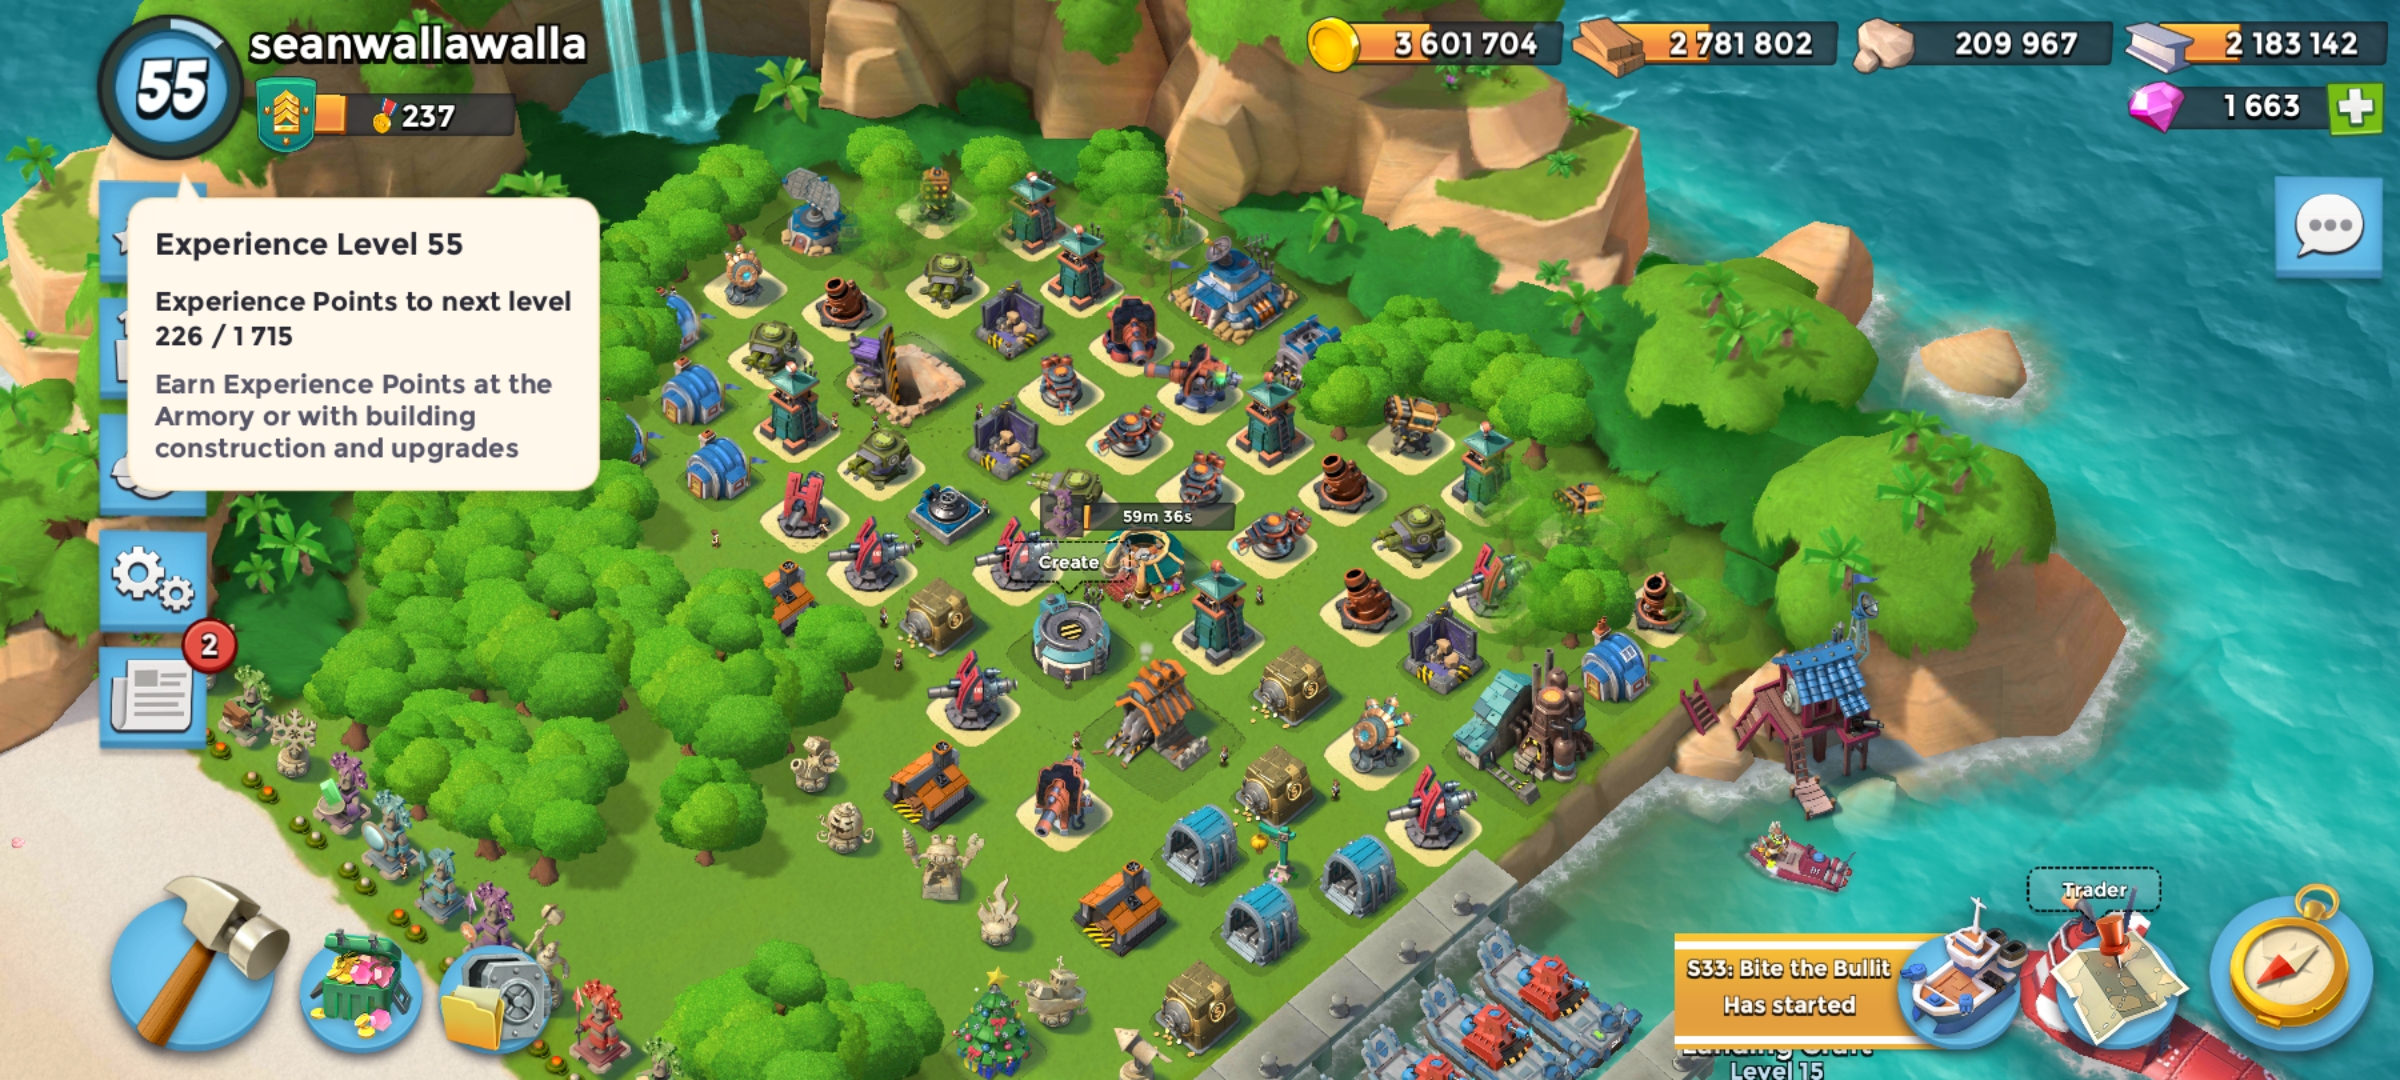 55
seanwallawalla
237
3 601 704
2 781 802
209 967
2 183 142
1 663
Experience Level 55
Experience Points to next level
226 / 1 715
Earn Experience Points at the
Armory or with building
construction and upgrades
59m 36s
Create
2
Trader
S33: Bite the Bullit
Has started
Landing Craft
Level 15